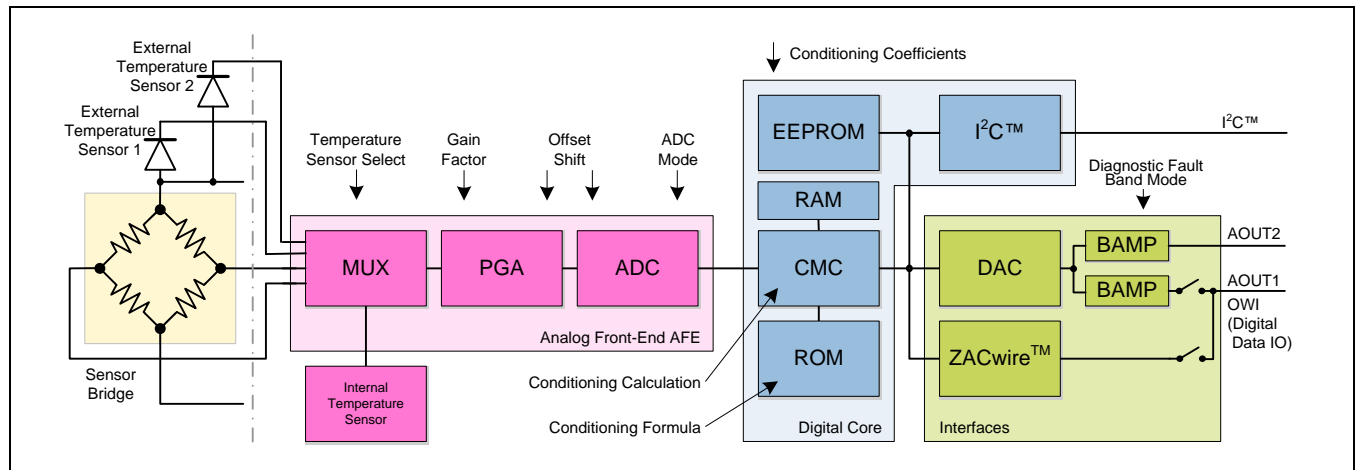 External
Temperature
Sensor 2
External
Temperature
Sensor 1
Sensor
Bridge
Temperature
Sensor Select
Gain
Factor
Offset
Shift
ADC
Mode
MUX
PGA
ADC
Analog Front-End AFE
Internal
Temperature
Sensor
Conditioning Coefficients
EEPROM
I²C™
RAM
CMC
ROM
Digital Core
Conditioning Calculation
Conditioning Formula
I²C™
Diagnostic Fault
Band Mode
DAC
BAMP
BAMP
ZACwire™
Interfaces
AOUT2
AOUT1
OWI
(Digital
Data IO)